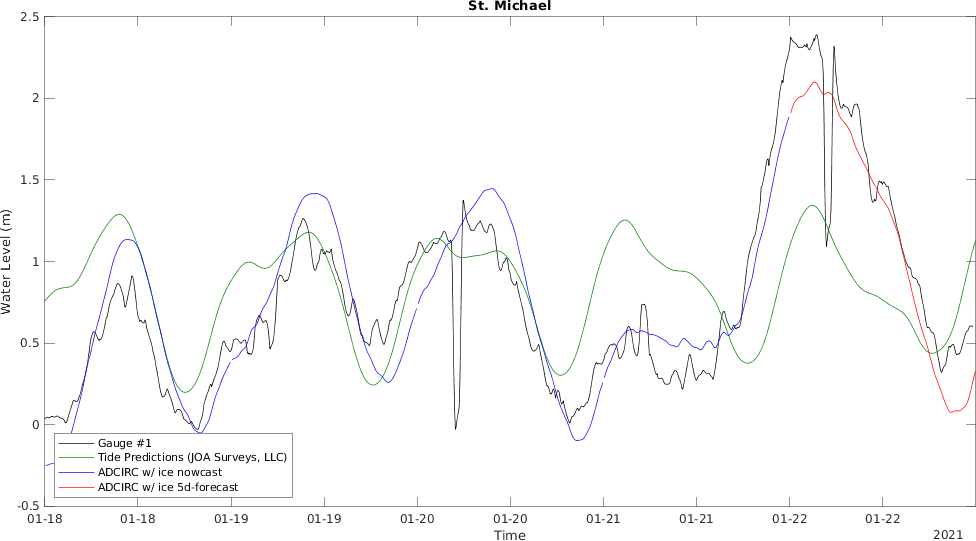 St. Michael
2.5
2
1.5
1
0.5
0
-0.5
Water Level (m)
Gauge #1
Tide Predictions (JOA Surveys, LLC)
ADCIRC w/ ice nowcast
ADCIRC w/ ice 5d-forecast
01-18 01-18 01-19 01-19 01-20 01-20 01-21 01-21 01-22 01-22
Time
2021